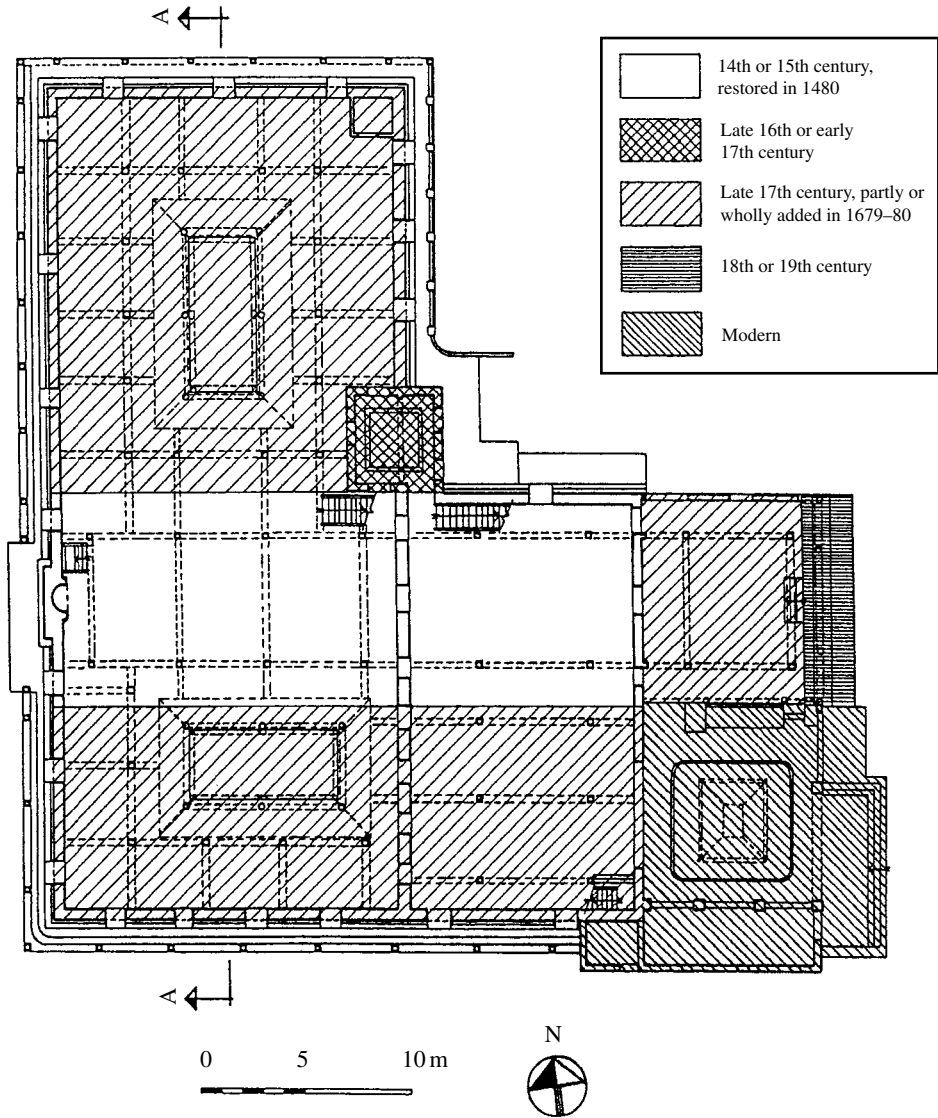 A
14th or 15th century,
restored in 1480
Late 16th or early
17th century
Late 17th century, partly or
wholly added in 1679–80
18th or 19th century
Modern
A
N
0 5 10 m